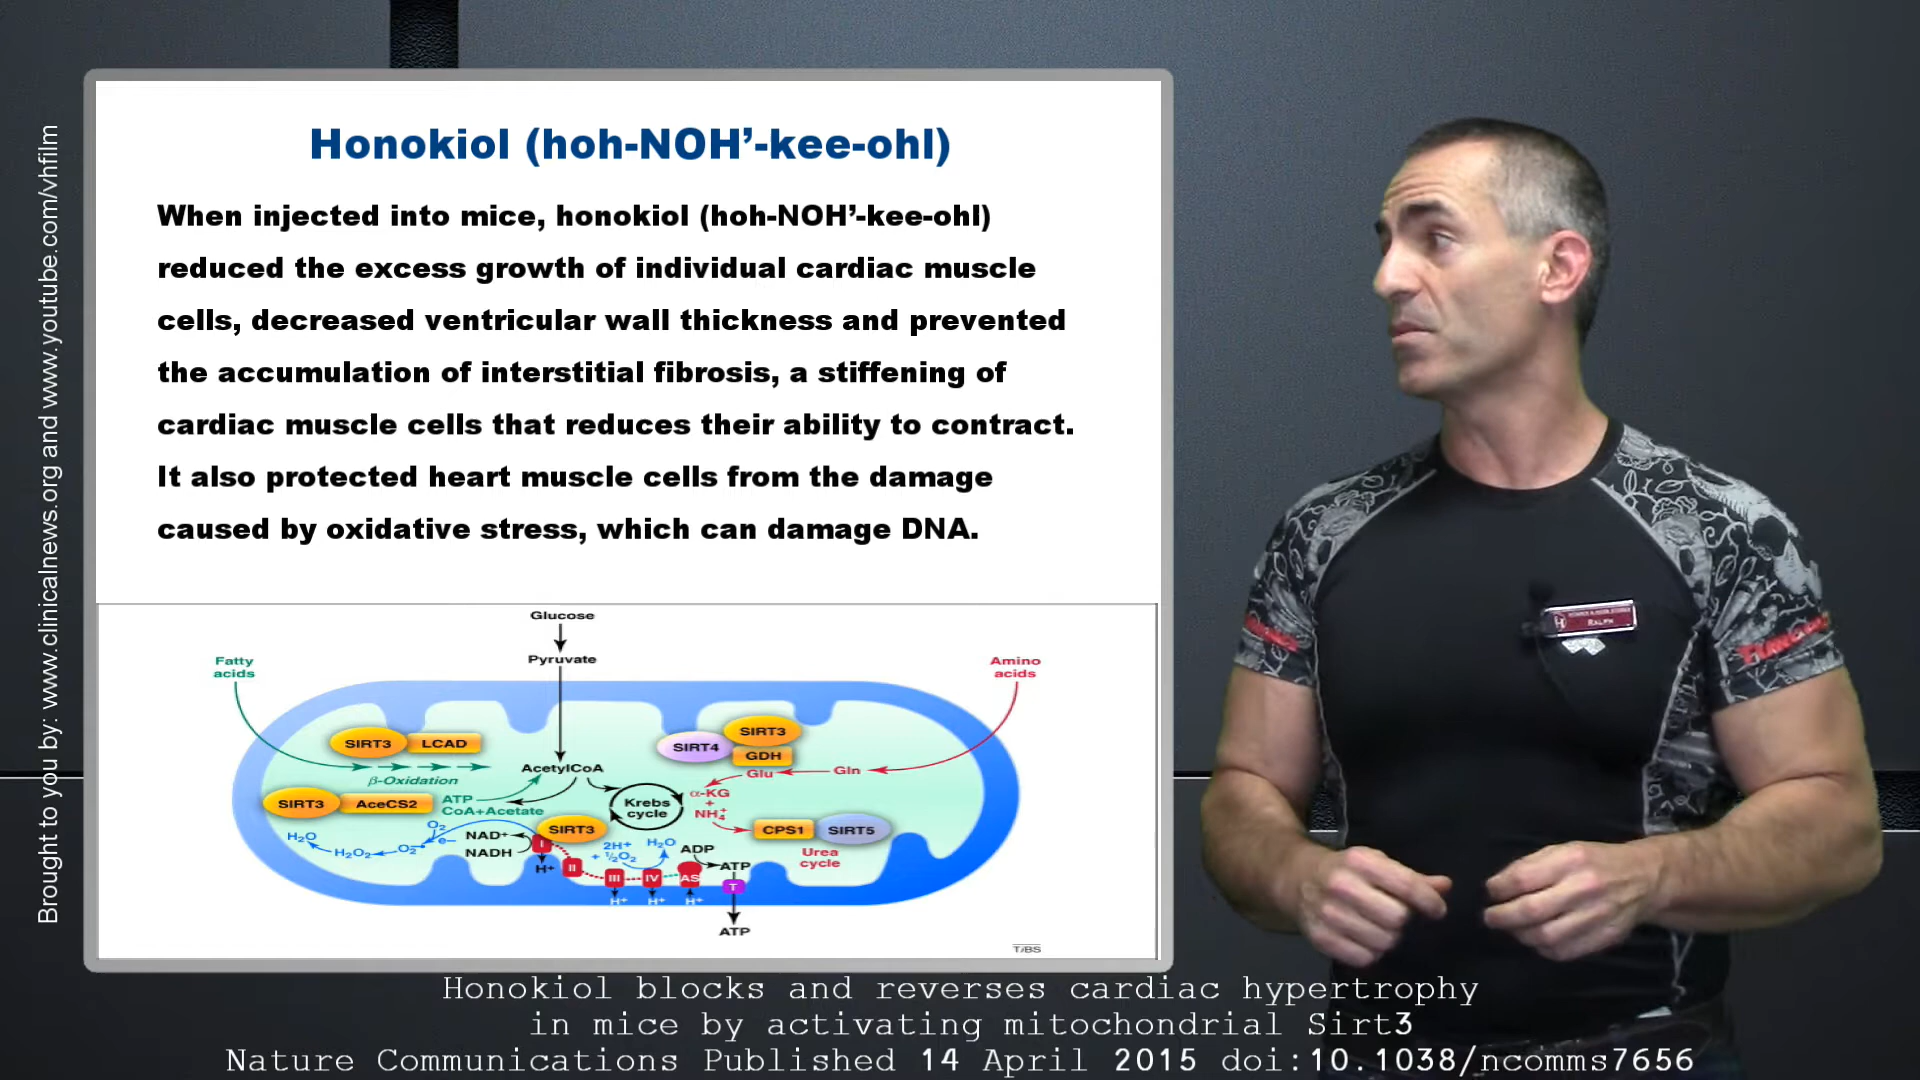 Brought to you by: www.clinicalnews.org and www.youtube.com/vhfilm
Honokiol (hoh-NOH’-kee-ohl)
When injected into mice, honokiol (hoh-NOH’-kee-ohl)
reduced the excess growth of individual cardiac muscle
cells, decreased ventricular wall thickness and prevented
the accumulation of interstitial fibrosis, a stiffening of
cardiac muscle cells that reduces their ability to contract.
It also protected heart muscle cells from the damage
caused by oxidative stress, which can damage DNA.
Glucose
Pyruvate
Fatty
acids
Amino
acids
SIRT3 LCAD
SIRT4 SIRT3
GDH
β-Oxidation
AcetylCoA
Glu Gln
SIRT3 AceCS2
ATP
CoA+Acetate
Krebs
cycle
α-KG
+
NH₄⁺
SIRT3
CPS1 SIRT5
Urea
cycle
H₂O H₂O₂ O₂⁻ O₂ e–
NAD⁺
NADH
2H+
+ ½O₂
H₂O
ADP
ATP
I II III IV AS T
H⁺ H⁺ H⁺ H⁺
ATP
TiBS
RALPH
Honokiol blocks and reverses cardiac hypertrophy
in mice by activating mitochondrial Sirt3
Nature Communications Published 14 April 2015 doi:10.1038/ncomms7656